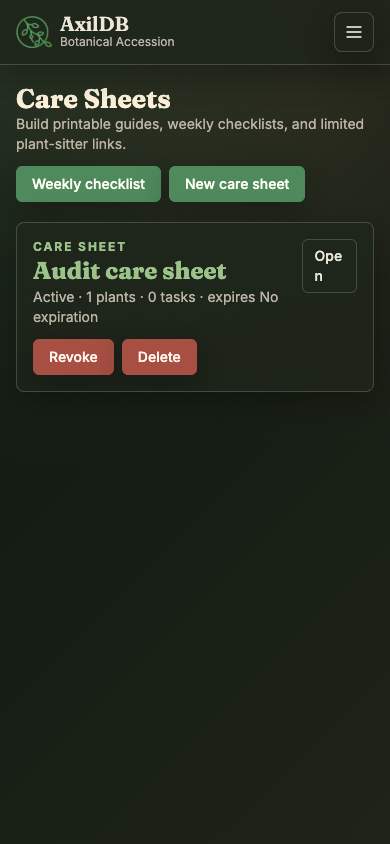 AxilDB
Botanical Accession
Care Sheets
Build printable guides, weekly checklists, and limited
plant-sitter links.
Weekly checklist
New care sheet
CARE SHEET
Audit care sheet
Active · 1 plants · 0 tasks · expires No
expiration
Ope
n
Revoke
Delete